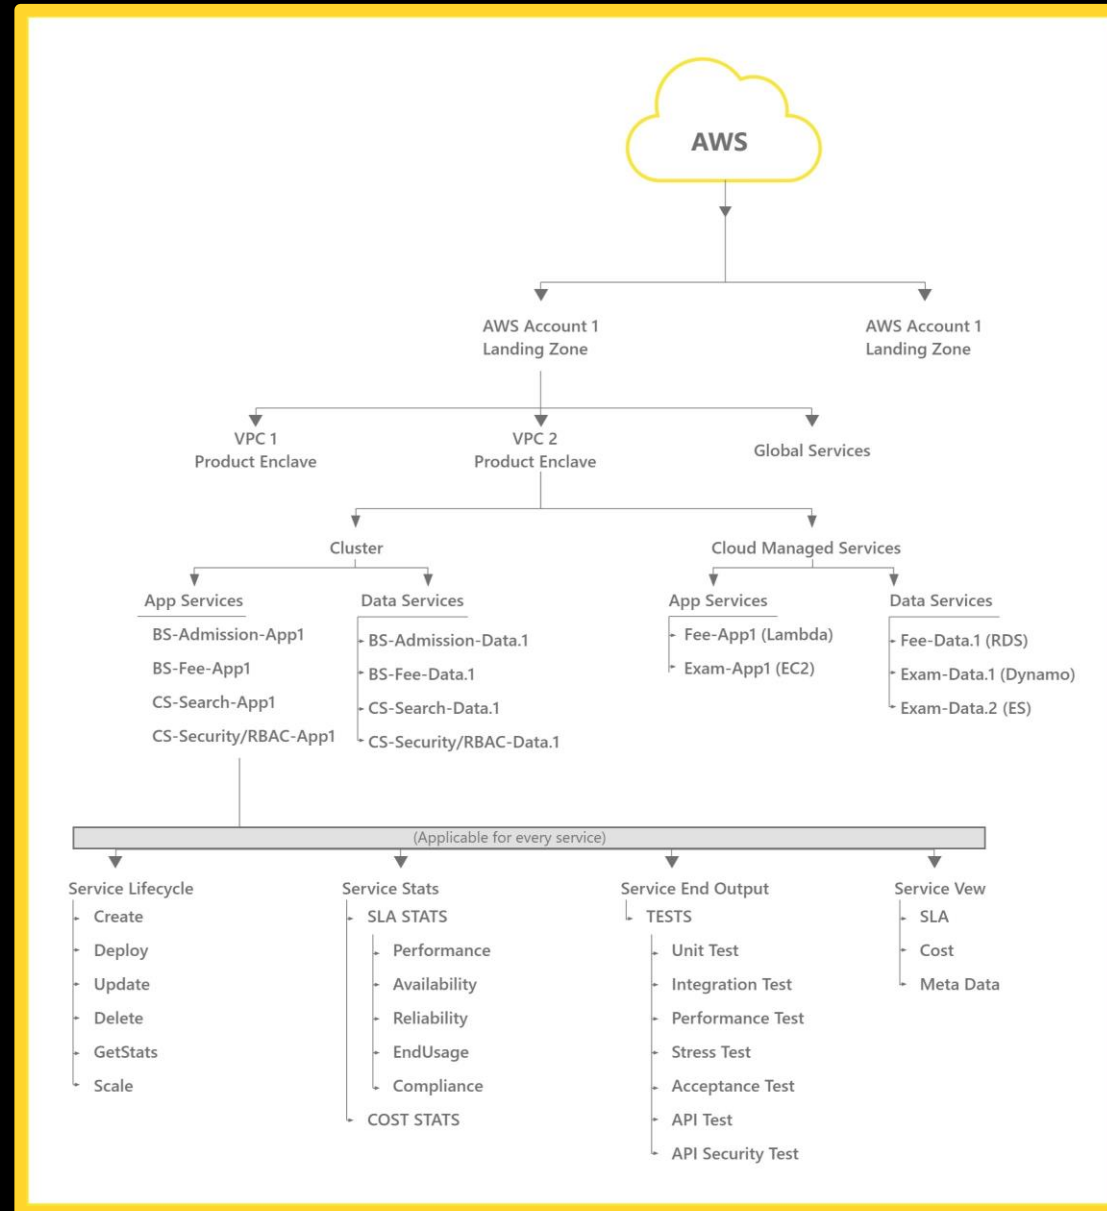 AWS
AWS Account 1
Landing Zone
AWS Account 1
Landing Zone
VPC 1
Product Enclave
VPC 2
Product Enclave
Global Services
Cluster
Cloud Managed Services
App Services
BS-Admission-App1
BS-Fee-App1
CS-Search-App1
CS-Security/RBAC-App1
Data Services
BS-Admission-Data.1
BS-Fee-Data.1
CS-Search-Data.1
CS-Security/RBAC-Data.1
App Services
Fee-App1 (Lambda)
Exam-App1 (EC2)
Data Services
Fee-Data.1 (RDS)
Exam-Data.1 (Dynamo)
Exam-Data.2 (ES)
(Applicable for every service)
Service Lifecycle
Create
Deploy
Update
Delete
GetStats
Scale
Service Stats
SLA STATS
Performance
Availability
Reliability
EndUsage
Compliance
COST STATS
Service End Output
TESTS
Unit Test
Integration Test
Performance Test
Stress Test
Acceptance Test
API Test
API Security Test
Service Vew
SLA
Cost
Meta Data